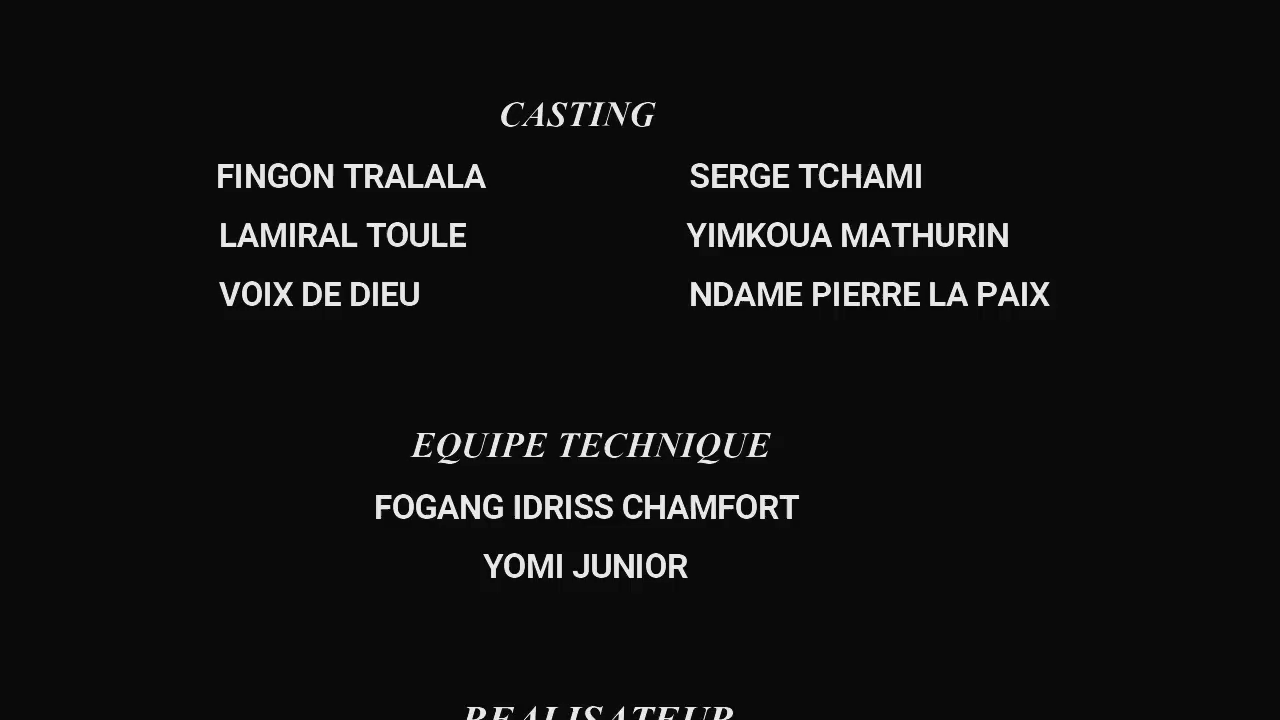 CASTING
FINGON TRALALA SERGE TCHAMI
LAMIRAL TOULE YIMKOUA MATHURIN
VOIX DE DIEU NDAME PIERRE LA PAIX
EQUIPE TECHNIQUE
FOGANG IDRISS CHAMFORT
YOMI JUNIOR
REALISATEUR